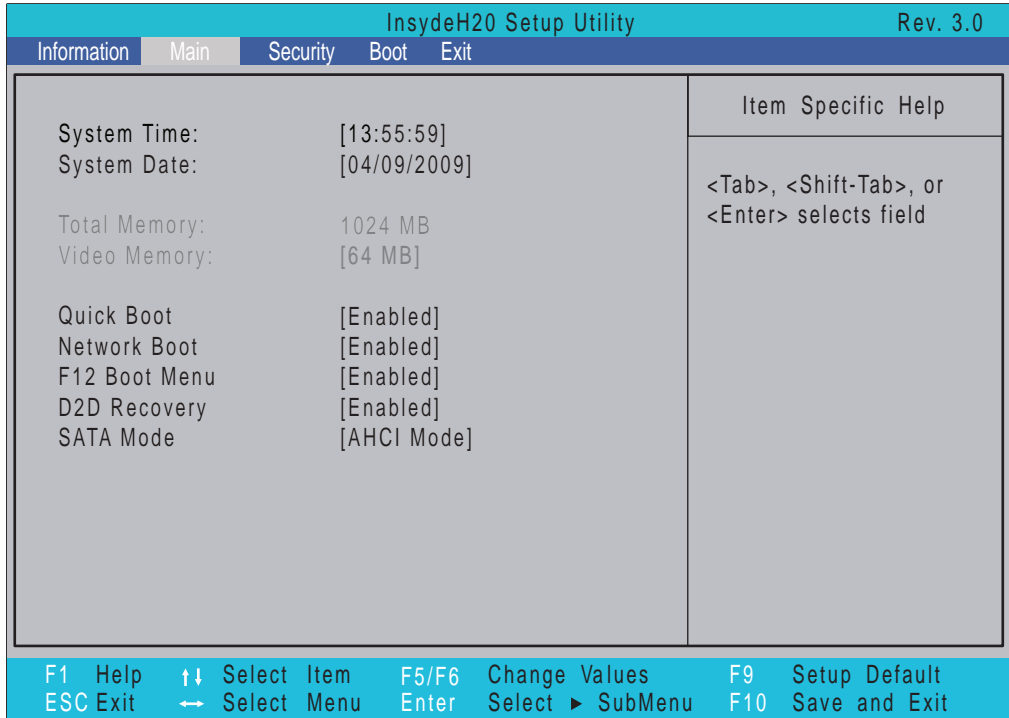 InsydeH20 Setup Utility Rev. 3.0
Information Main Security Boot Exit
Item Specific Help
System Time: [13:55:59]
System Date: [04/09/2009]
<Tab>, <Shift-Tab>, or
<Enter> selects field
Total Memory: 1024 MB
Video Memory: [64 MB]
Quick Boot [Enabled]
Network Boot [Enabled]
F12 Boot Menu [Enabled]
D2D Recovery [Enabled]
SATA Mode [AHCI Mode]
F1 Help ↑↓ Select Item F5/F6 Change Values F9 Setup Default
ESC Exit ↔ Select Menu Enter Select ► SubMenu F10 Save and Exit